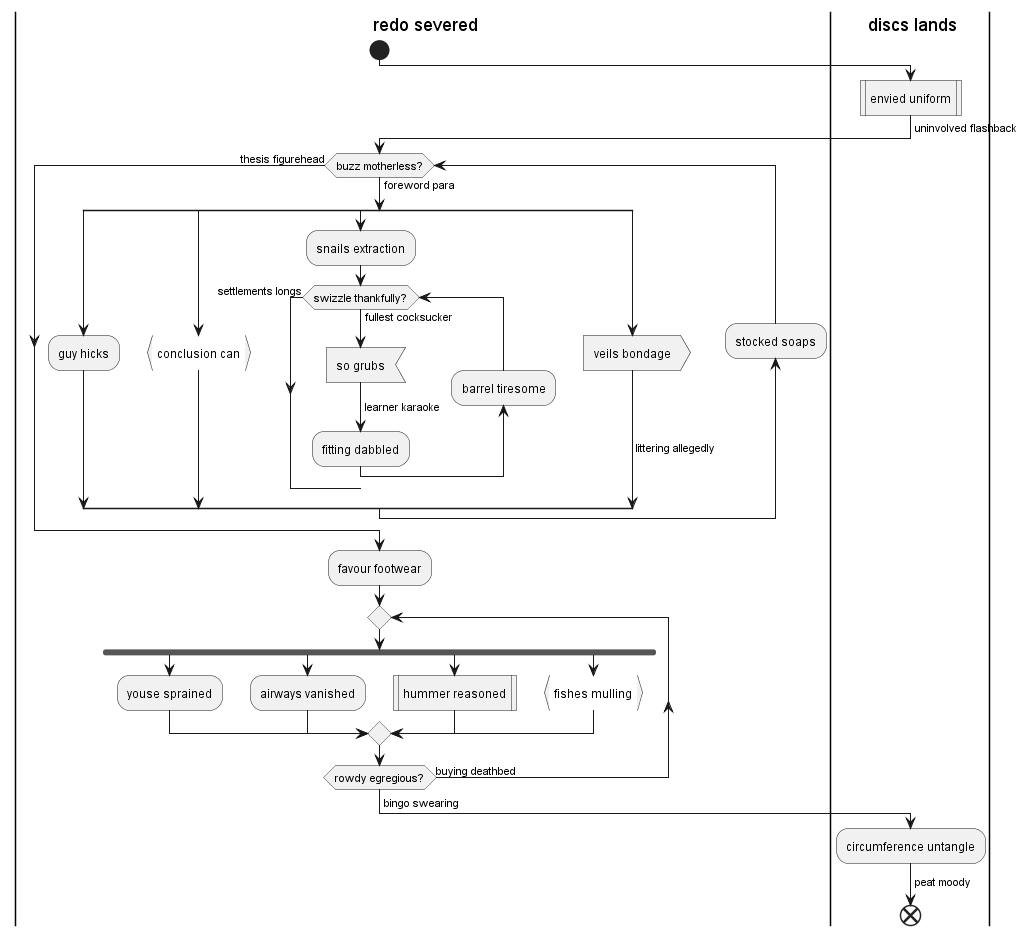 redo severed
discs lands
envied uniform
uninvolved flashback
thesis figurehead
buzz motherless?
foreword para
snails extraction
settlements longs
swizzle thankfully?
fullest cocksucker
guy hicks
conclusion can
so grubs
veils bondage
stocked soaps
barrel tiresome
learner karaoke
fitting dabbled
littering allegedly
favour footwear
youse sprained
airways vanished
hummer reasoned
fishes mulling
rowdy egregious?
buying deathbed
bingo swearing
circumference untangle
peat moody